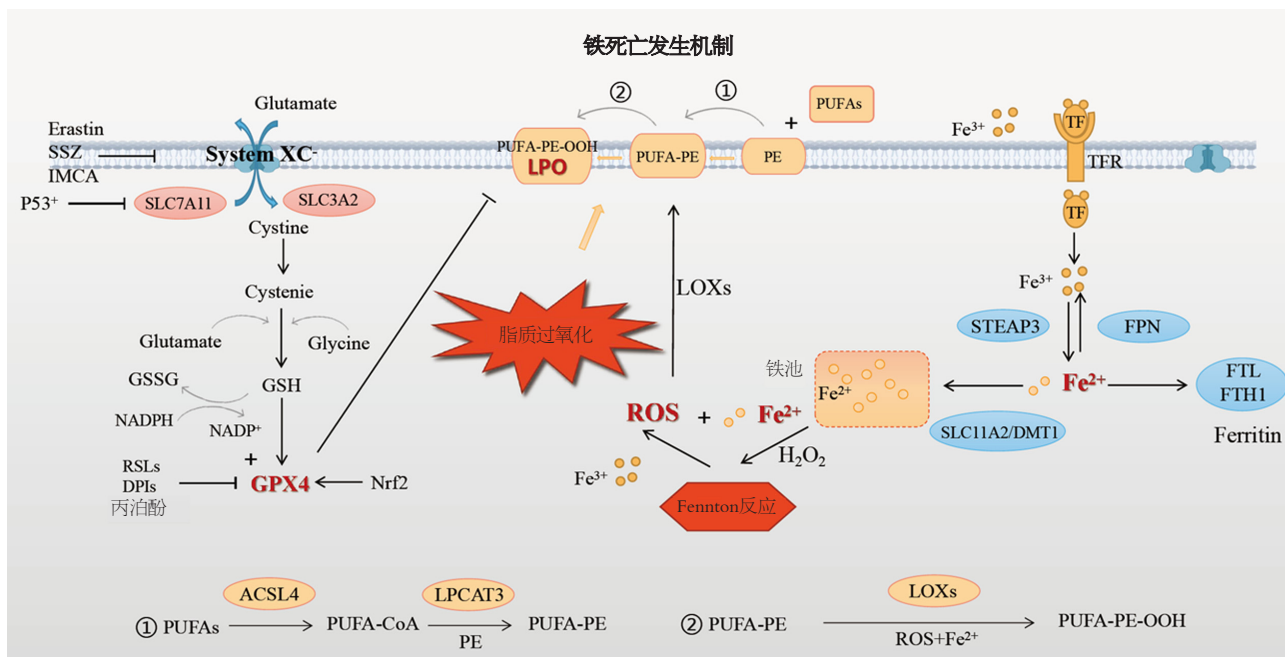 铁死亡发生机制
Glutamate
Erastin
SSZ
IMCA
System XC-
P53+
SLC7A11
SLC3A2
Cystine
Cystenie
Glutamate
Glycine
GSSG
GSH
NADPH
NADP+
+
RSLs
DPIs
丙泊酚
GPX4
Nrf2
②
①
PUFA-PE-OOH
LPO
PUFA-PE
PE
+
PUFAs
脂质过氧化
LOXs
ROS
+
Fe2+
Fe3+
H2O2
Fennton反应
Fe3+
TF
TFR
TF
Fe3+
STEAP3
FPN
铁池
Fe2+
Fe2+
FTL
FTH1
SLC11A2/DMT1
Ferritin
① PUFAs
ACSL4
PUFA-CoA
LPCAT3
PE
PUFA-PE
② PUFA-PE
LOXs
ROS+Fe2+
PUFA-PE-OOH